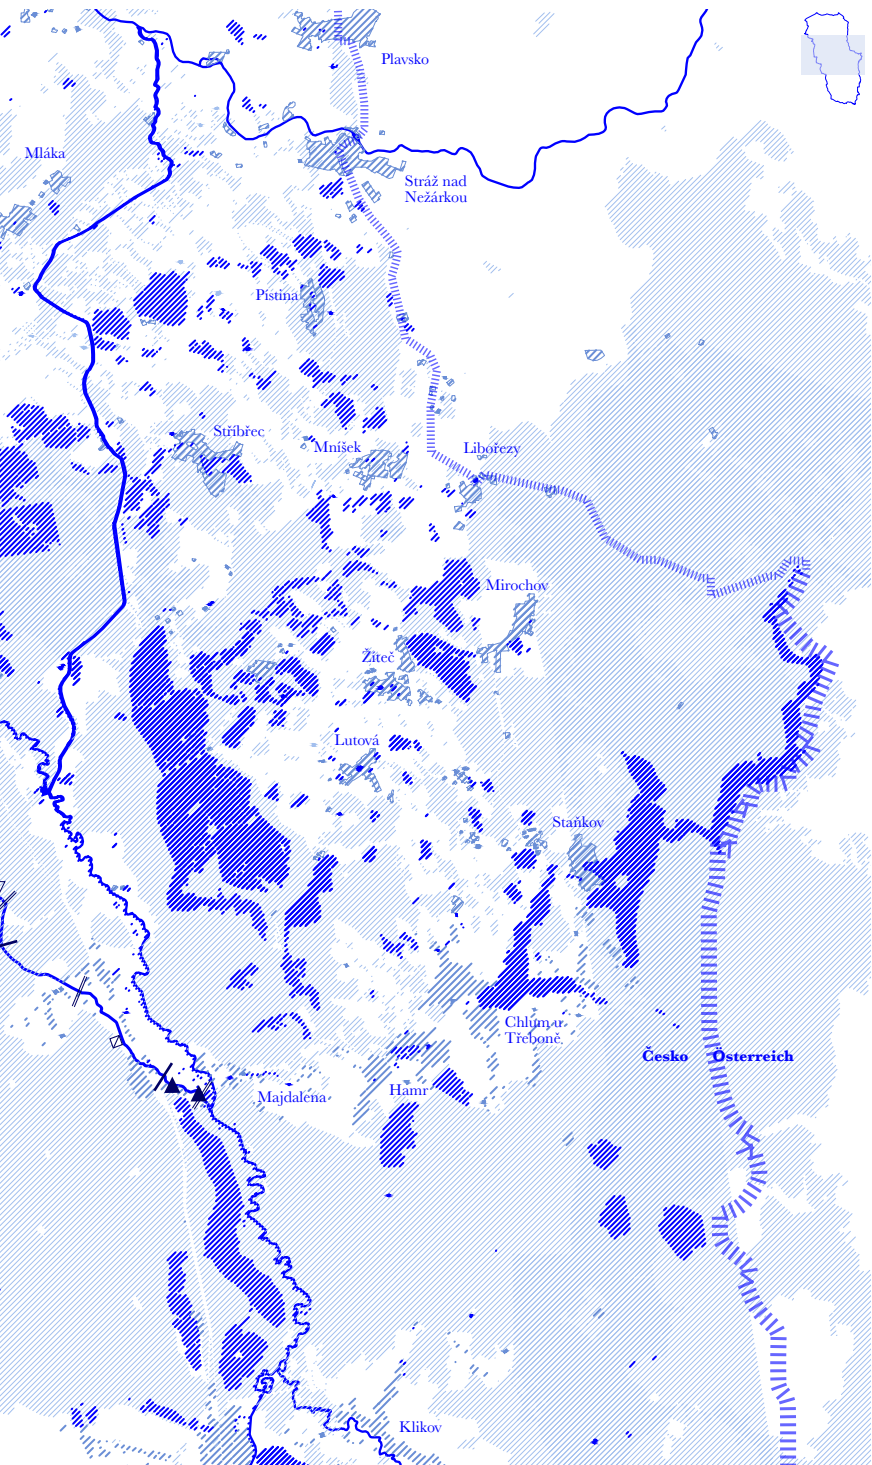 Plavsko
Mláka
Stráž nad
Nežárkou
Pístina
Stříbřec
Mníšek
Libořezy
Mirochov
Žíteč
Lutová
Staňkov
Chlum u
Třeboně
Česko
Österreich
Majdalena
Hamr
Klikov